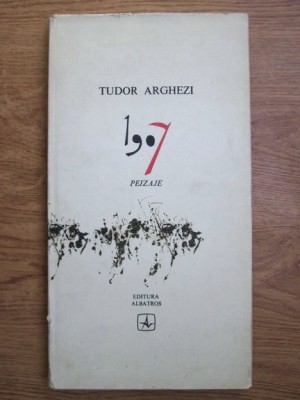 TUDOR ARGHEZI
1907
PEIZAJE
EDITURA
ALBATROS